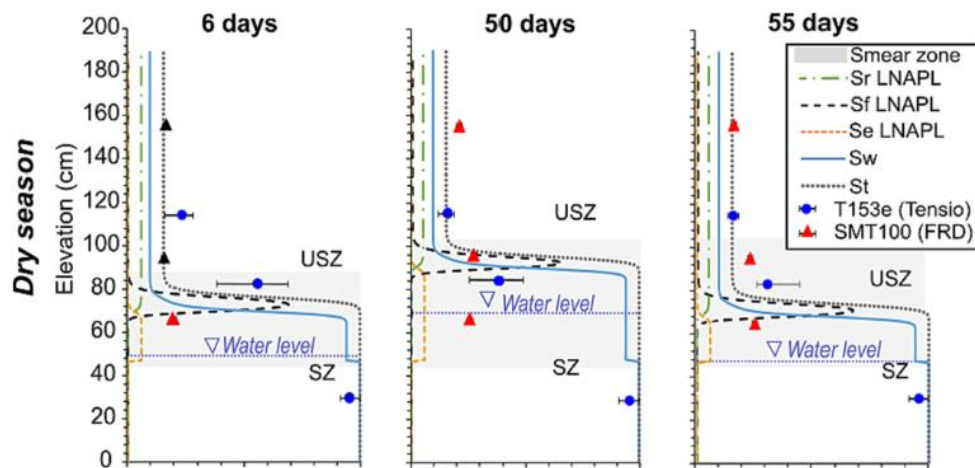 6 days
50 days
55 days
Dry season
Elevation (cm)
200
180
160
140
120
100
80
60
40
20
0
USZ
▽ Water level
SZ
USZ
▽ Water level
SZ
USZ
▽ Water level
SZ
Smear zone
Sr LNAPL
Sf LNAPL
Se LNAPL
Sw
St
T153e (Tensio)
SMT100 (FRD)